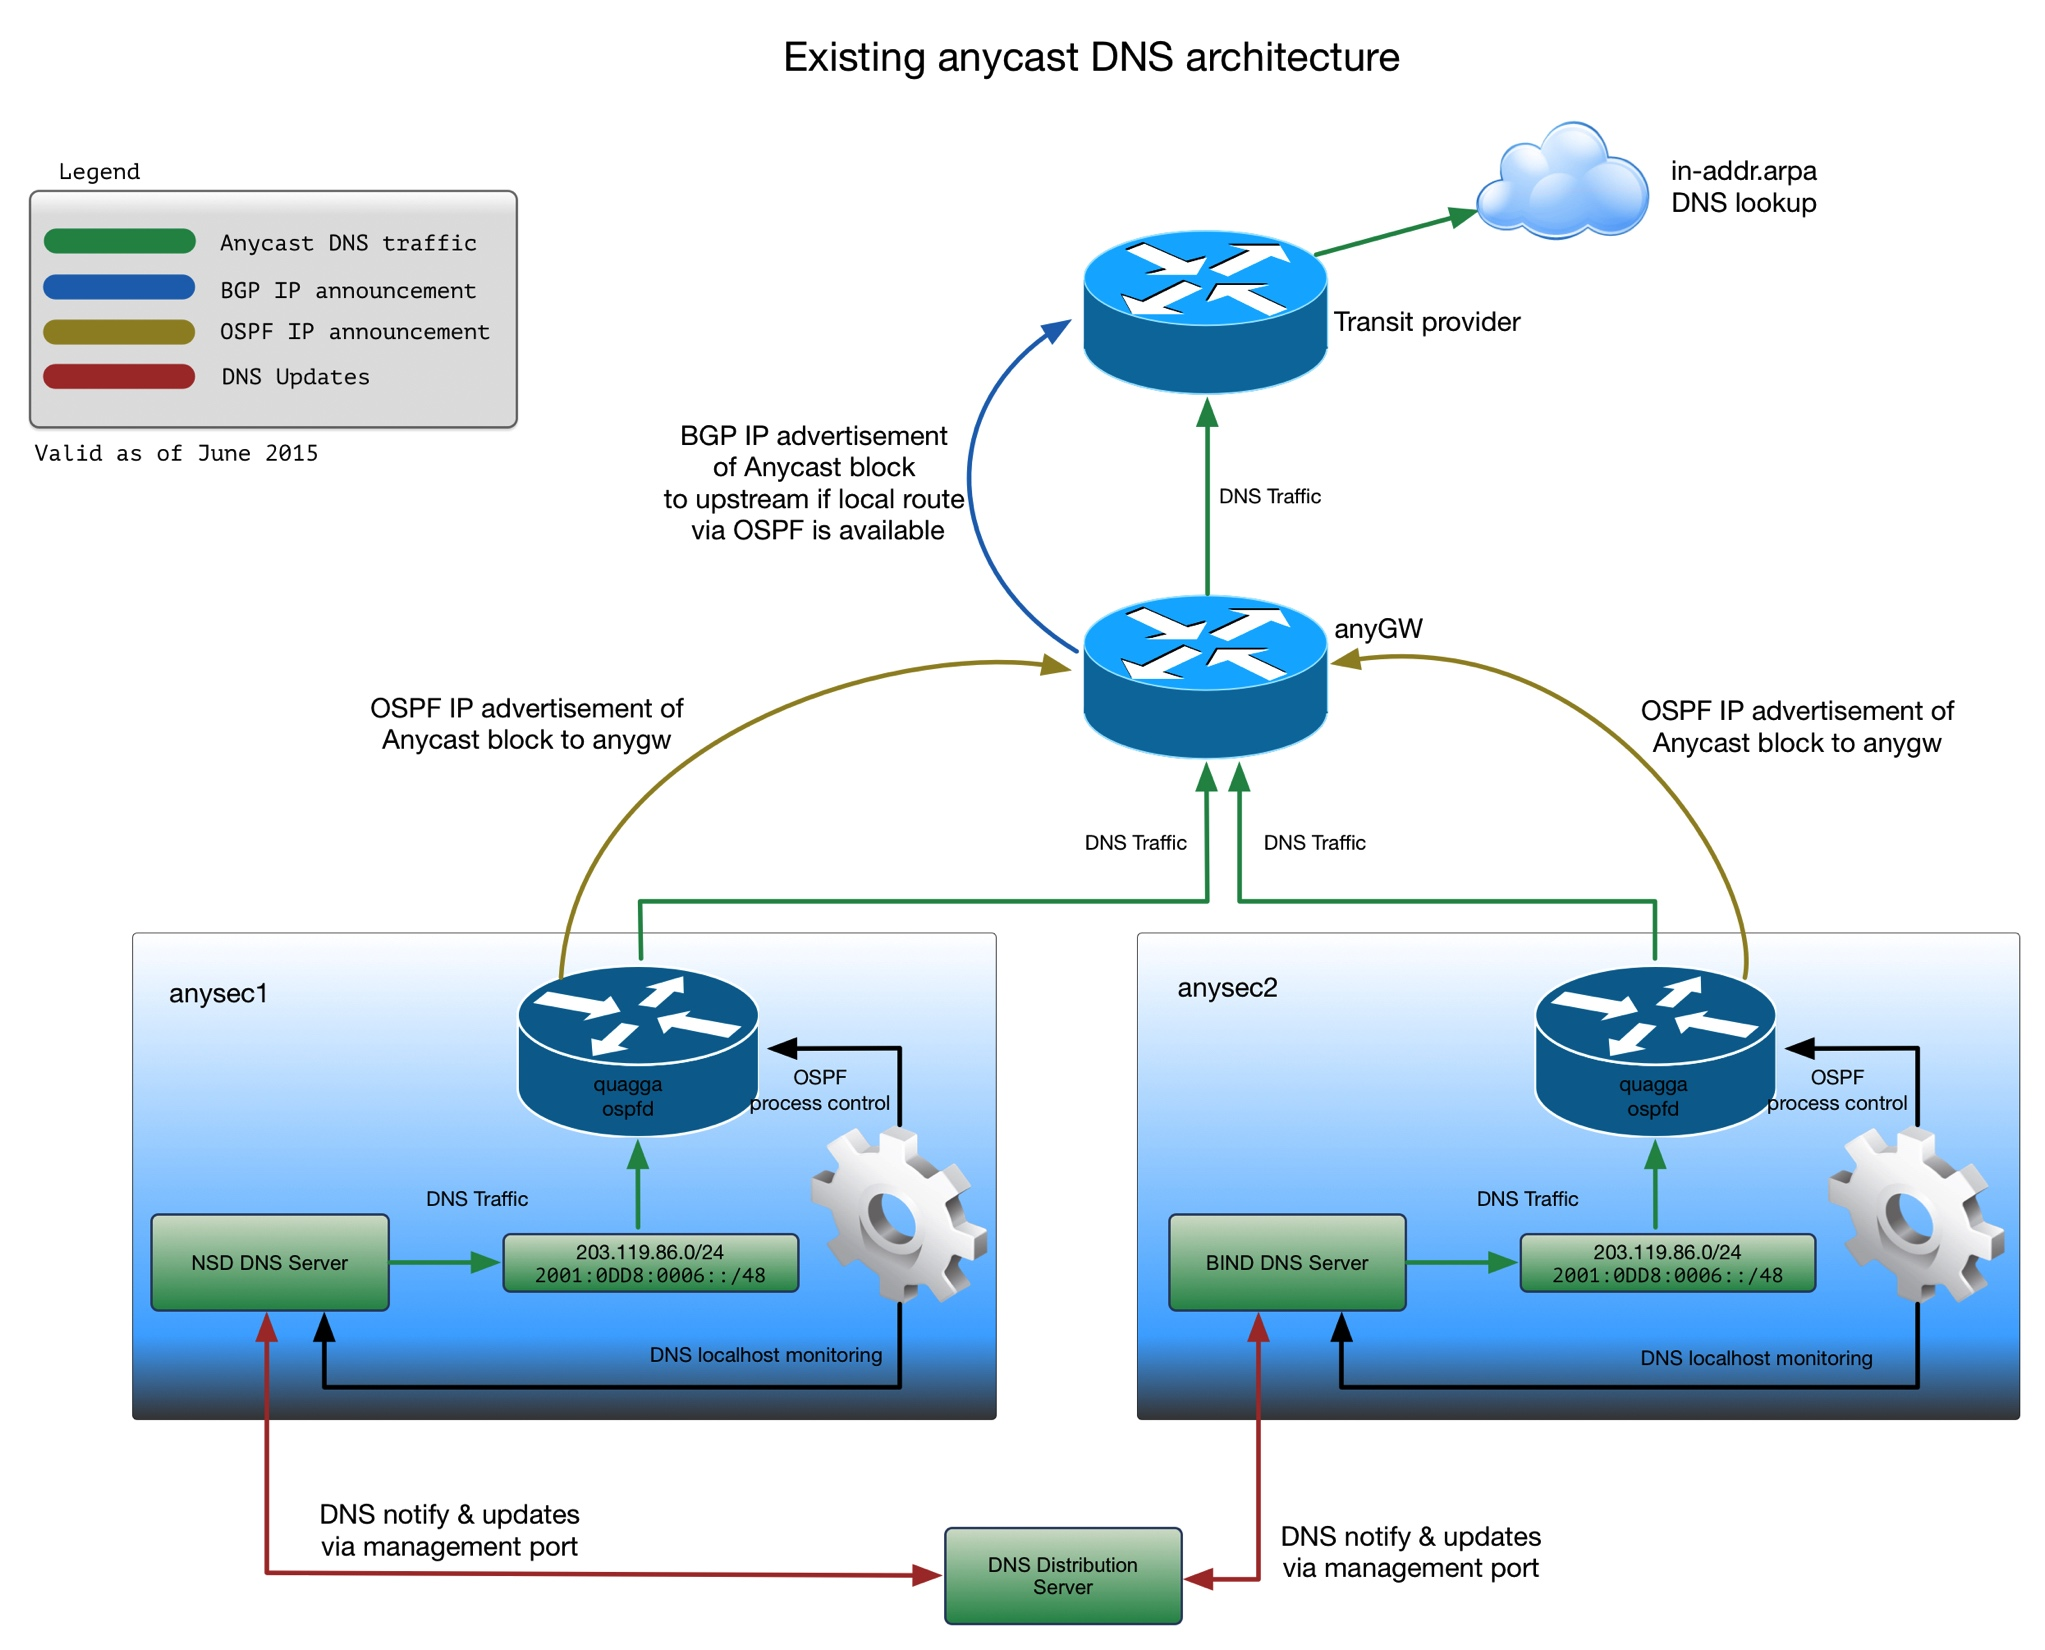 Existing anycast DNS architecture
in-addr.arpa
DNS lookup
Legend
Anycast DNS traffic
BGP IP announcement
OSPF IP announcement
DNS Updates
Valid as of June 2015
Transit provider
BGP IP advertisement
of Anycast block
to upstream if local route
via OSPF is available
DNS Traffic
anyGW
OSPF IP advertisement of
Anycast block to anygw
OSPF IP advertisement of
Anycast block to anygw
DNS Traffic
DNS Traffic
anysec1
quagga
ospfd
OSPF
process control
DNS Traffic
NSD DNS Server
203.119.86.0/24
2001:0DD8:0006::/48
DNS localhost monitoring
anysec2
quagga
ospfd
OSPF
process control
DNS Traffic
BIND DNS Server
203.119.86.0/24
2001:0DD8:0006::/48
DNS localhost monitoring
DNS notify & updates
via management port
DNS Distribution
Server
DNS notify & updates
via management port